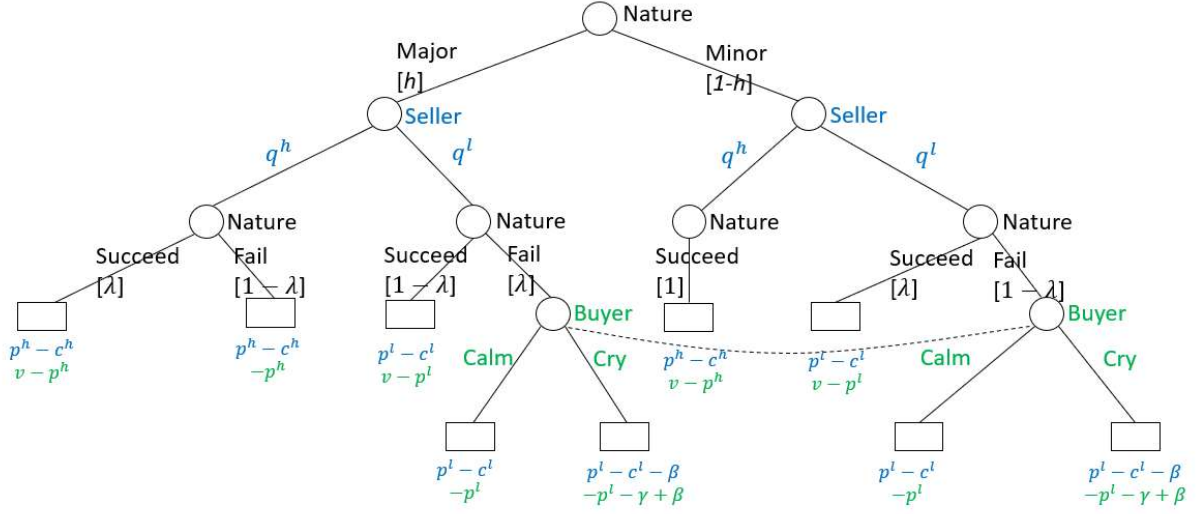 Nature
Major
[h]
Minor
[1-h]
Seller
Seller
q^h
q^l
q^h
q^l
Nature
Nature
Nature
Nature
Succeed
[λ]
Fail
[1 − λ]
Succeed
[1 − λ]
Fail
[λ]
Succeed
[1]
Succeed
[λ]
Fail
[1 − λ]
Buyer
Buyer
p^h − c^h
v − p^h
p^h − c^h
−p^h
p^l − c^l
v − p^l
Calm
Cry
p^h − c^h
v − p^h
p^l − c^l
v − p^l
Calm
Cry
p^l − c^l
−p^l
p^l − c^l − β
−p^l − γ + β
p^l − c^l
−p^l
p^l − c^l − β
−p^l − γ + β